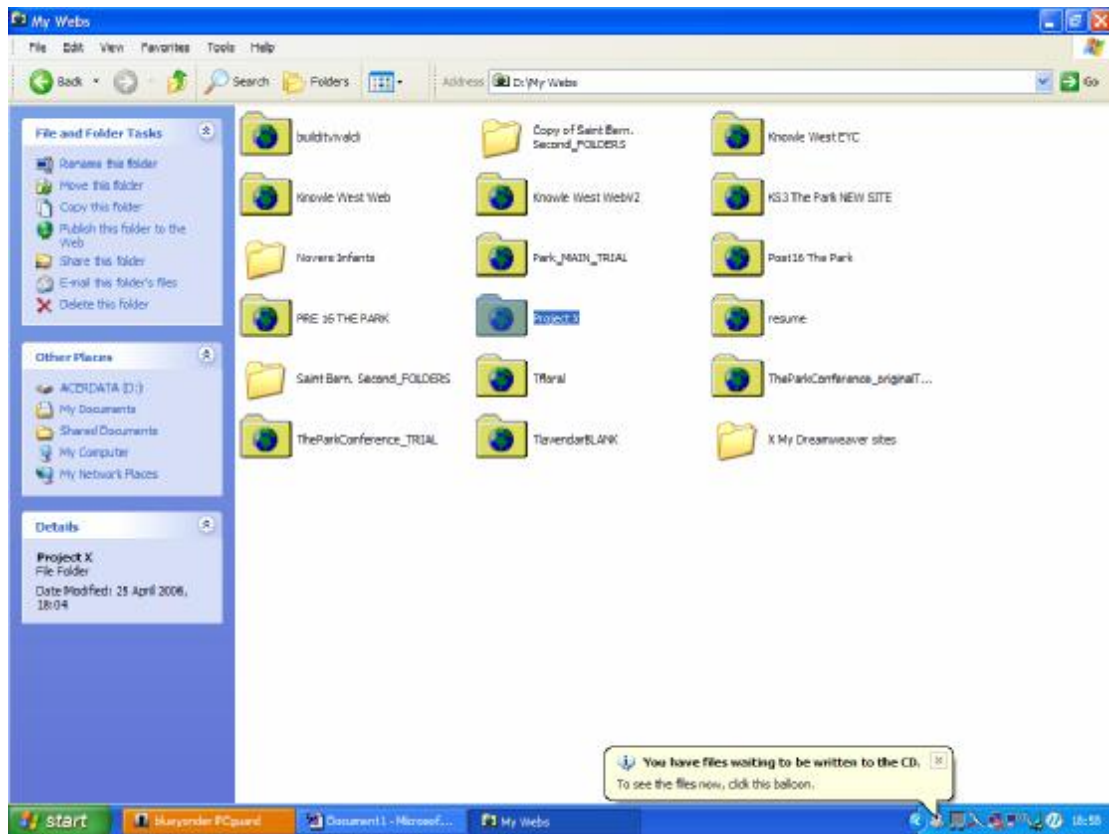 My Webs
File Edit View Favorites Tools Help
Back Search Folders Address D:\My Webs Go
File and Folder Tasks
Rename this folder
Move this folder
Copy this folder
Publish this folder to the
Web
Share this folder
E-mail this folder's files
Delete this folder
Other Places
ACERDATA (D:)
My Documents
Shared Documents
My Computer
My Network Places
Details
Project X
File Folder
Date Modified: 25 April 2006,
18:04
builditvivaldi
Copy of Saint Bern.
Second_FOLDERS
Knowle West EYC
Knowle West Web
Knowle West WebV2
KS3 The Park NEW SITE
Novers Infants
Park_MAIN_TRIAL
Post16 The Park
PRE 16 THE PARK
Project X
resume
Saint Bern. Second_FOLDERS
Tfloral
TheParkConference_originalT...
TheParkConference_TRIAL
TlavendarBLANK
X My Dreamweaver sites
You have files waiting to be written to the CD.
To see the files now, click this balloon.
start blueyonder PCguard Document1 - Microsof... My Webs 18:58